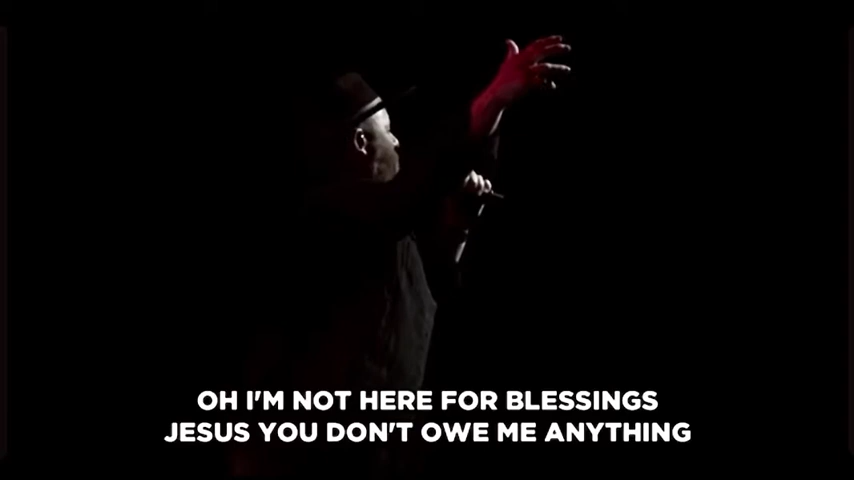 OH I'M NOT HERE FOR BLESSINGS
JESUS YOU DON'T OWE ME ANYTHING